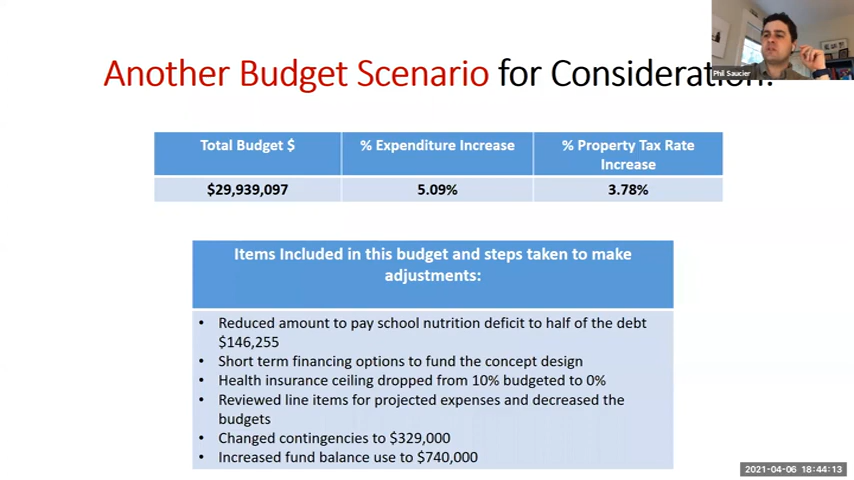 Another Budget Scenario for Consideration:
Phil Saucier
Total Budget $
% Expenditure Increase
% Property Tax Rate
Increase
$29,939,097
5.09%
3.78%
Items Included in this budget and steps taken to make
adjustments:
• Reduced amount to pay school nutrition deficit to half of the debt
$146,255
• Short term financing options to fund the concept design
• Health insurance ceiling dropped from 10% budgeted to 0%
• Reviewed line items for projected expenses and decreased the
budgets
• Changed contingencies to $329,000
• Increased fund balance use to $740,000
2021-04-06 18:44:13